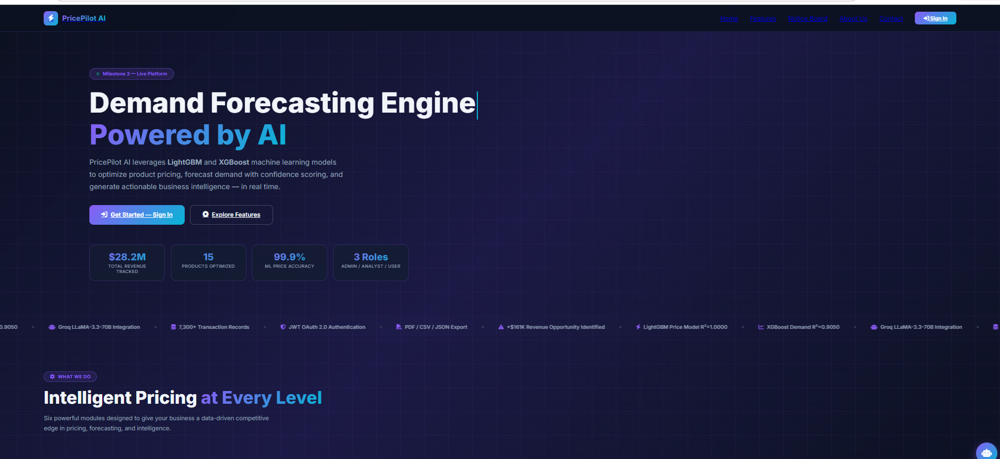 PricePilot AI
Home
Features
Notice Board
About Us
Contact
Sign In
Milestone 3 — Live Platform
Demand Forecasting Engine
Powered by AI
PricePilot AI leverages LightGBM and XGBoost machine learning models
to optimize product pricing, forecast demand with confidence scoring, and
generate actionable business intelligence — in real time.
Get Started — Sign In
Explore Features
$28.2M
TOTAL REVENUE
TRACKED
15
PRODUCTS OPTIMIZED
99.9%
ML PRICE ACCURACY
3 Roles
ADMIN / ANALYST / USER
0.9050
Groq LLaMA-3.3-70B Integration
7,300+ Transaction Records
JWT OAuth 2.0 Authentication
PDF / CSV / JSON Export
+$161K Revenue Opportunity Identified
LightGBM Price Model R²=1.0000
XGBoost Demand R²=0.9050
Groq LLaMA-3.3-70B Integration
WHAT WE DO
Intelligent Pricing at Every Level
Six powerful modules designed to give your business a data-driven competitive
edge in pricing, forecasting, and intelligence.